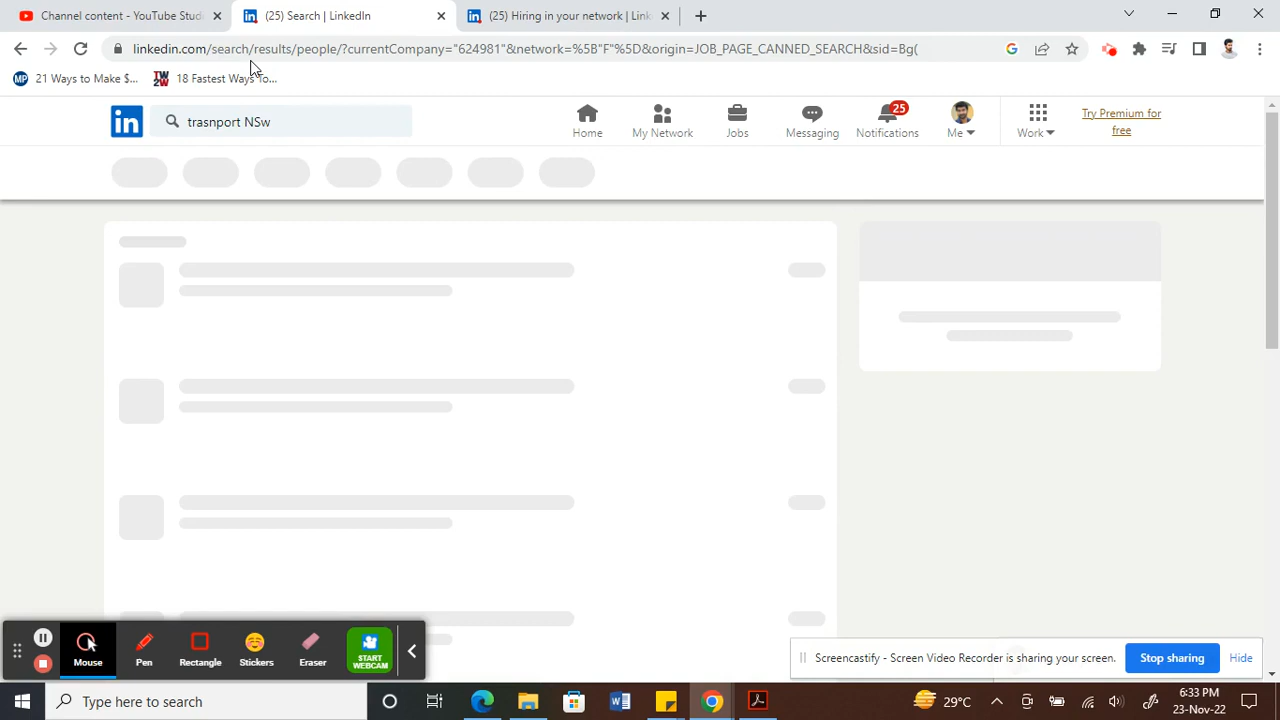 Channel content - YouTube Stud
(25) Search | LinkedIn
(25) Hiring in your network | Link
linkedin.com/search/results/people/?currentCompany="624981"&network=%5B"F"%5D&origin=JOB_PAGE_CANNED_SEARCH&sid=Bg(
MP 21 Ways to Make $...
TW2W 18 Fastest Ways To...
in
trasnport NSw
25
Home
My Network
Jobs
Messaging
Notifications
Me
Work
Try Premium for
free
Mouse
Pen
Rectangle
Stickers
Eraser
START
WEBCAM
Screencastify - Screen Video Recorder is sharing your screen.
Stop sharing
Hide
Type here to search
29°C
6:33 PM
23-Nov-22